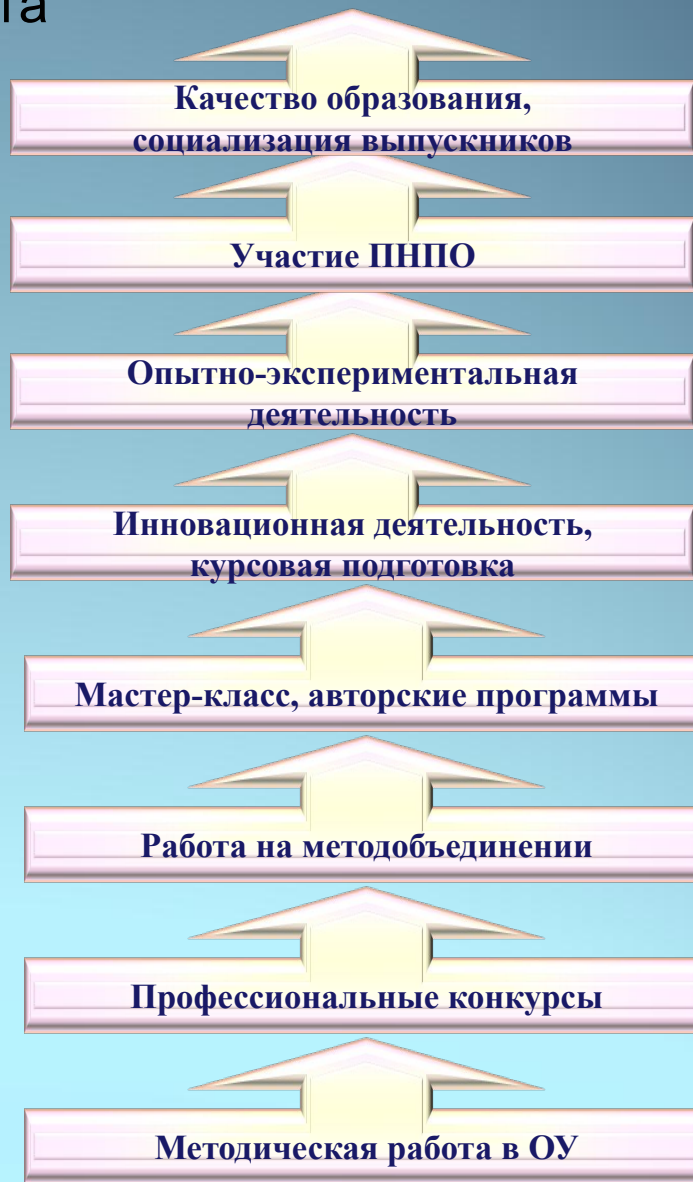 та
Качество образования,
социализация выпускников
Участие ПНПО
Опытно-экспериментальная
деятельность
Инновационная деятельность,
курсовая подготовка
Мастер-класс, авторские программы
Работа на методобъединении
Профессиональные конкурсы
Методическая работа в ОУ